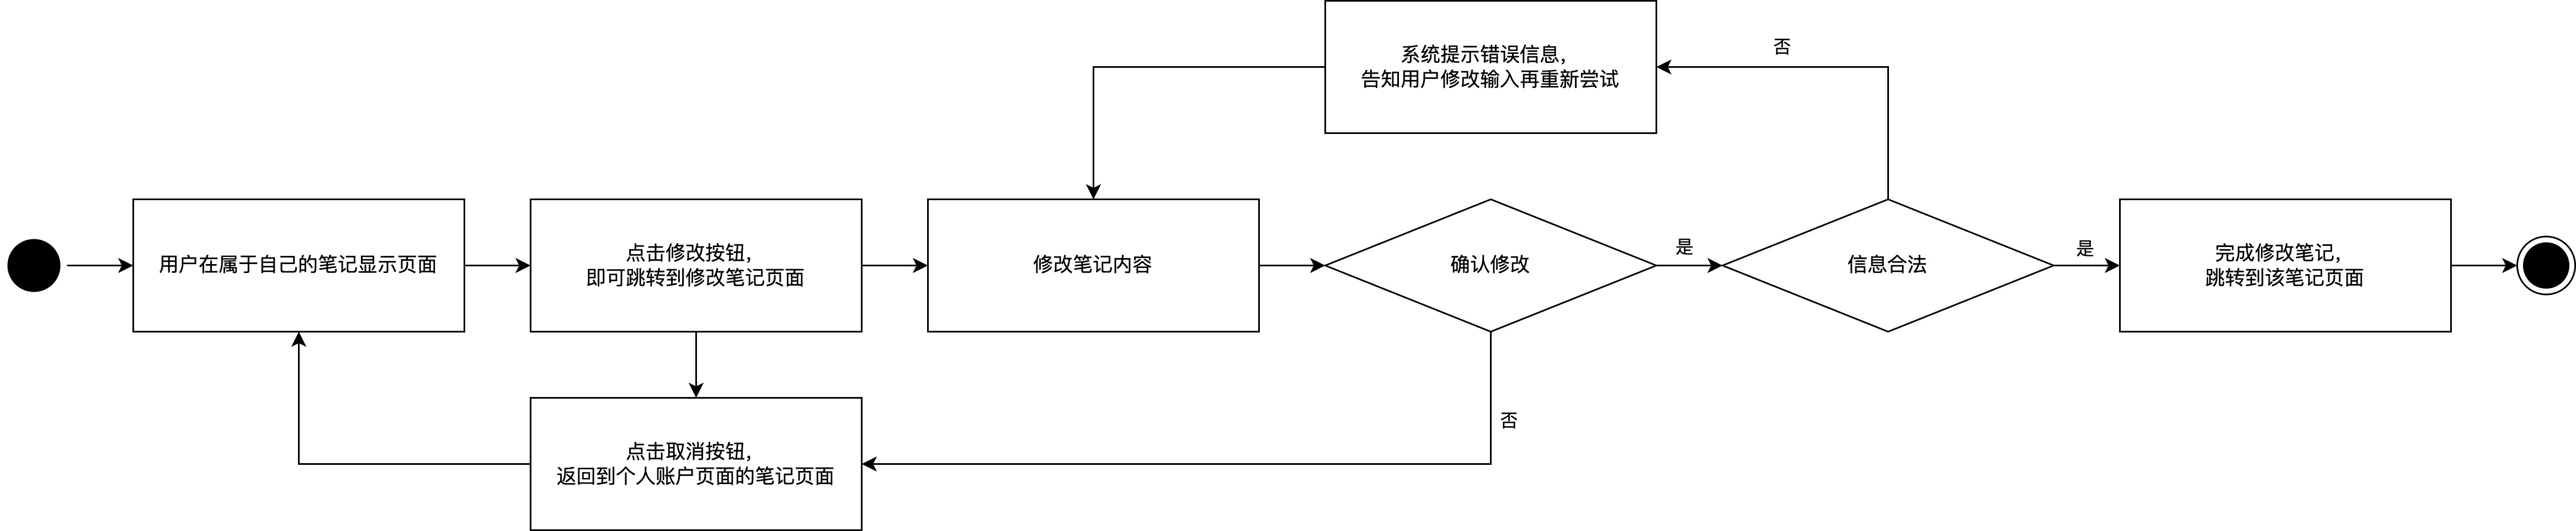 系统提示错误信息，
告知用户修改输入再重新尝试
否
用户在属于自己的笔记显示页面
点击修改按钮，
即可跳转到修改笔记页面
修改笔记内容
确认修改
是
信息合法
是
完成修改笔记，
跳转到该笔记页面
点击取消按钮，
返回到个人账户页面的笔记页面
否